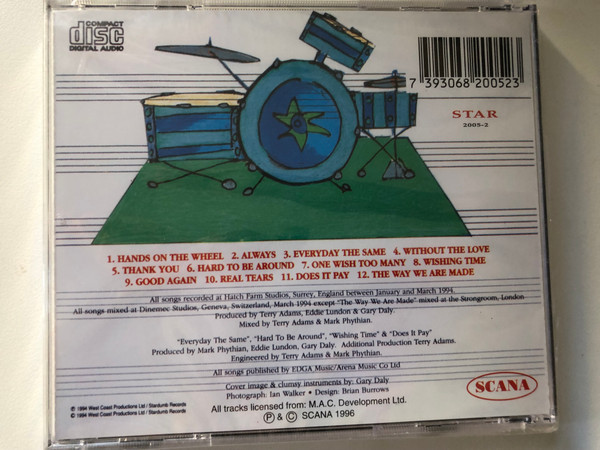 COMPACT
disc
DIGITAL AUDIO
7 393068 200523
STAR
2005-2
1. HANDS ON THE WHEEL 2. ALWAYS 3. EVERYDAY THE SAME 4. WITHOUT THE LOVE
5. THANK YOU 6. HARD TO BE AROUND 7. ONE WISH TOO MANY 8. WISHING TIME
9. GOOD AGAIN 10. REAL TEARS 11. DOES IT PAY 12. THE WAY WE ARE MADE
All songs recorded at Hatch Farm Studios, Surrey, England between January and March 1994.
All songs mixed at Dinemec Studios, Geneva, Switzerland, March 1994 except "The Way We Are Made" mixed at the Strongroom, London
Produced by Terry Adams, Eddie Lundon & Gary Daly.
Mixed by Terry Adams & Mark Phythian.
"Everyday The Same", "Hard To Be Around", "Wishing Time" & "Does It Pay"
Produced by Mark Phythian, Eddie Lundon, Gary Daly. Additional Production Terry Adams.
Engineered by Terry Adams & Mark Phythian.
All songs published by EDGA Music/Arena Music Co Ltd
Cover image & clumsy instruments by: Gary Daly
Photograph: Ian Walker • Design: Brian Burrows
℗ 1994 West Coast Productions Ltd / Stardumb Records
© 1994 West Coast Productions Ltd / Stardumb Records
All tracks licensed from: M.A.C. Development Ltd.
℗ & © SCANA 1996
SCANA